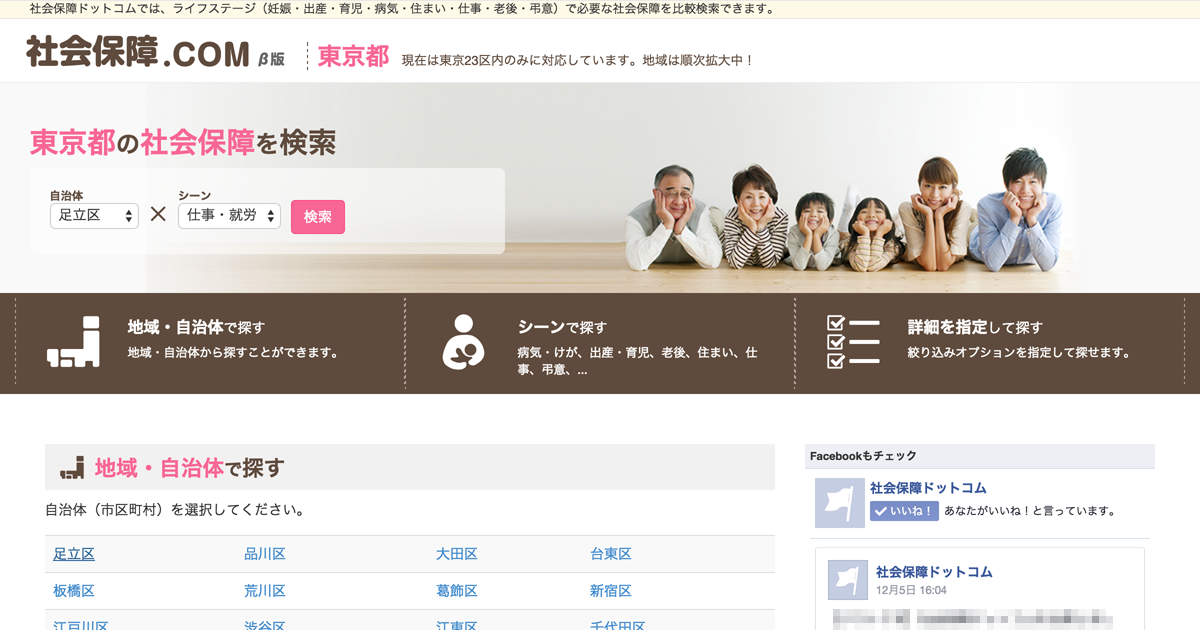 社会保障ドットコムでは、ライフステージ（妊娠・出産・育児・病気・住まい・仕事・老後・弔意）で必要な社会保障を比較検索できます。
社会保障.COM β版 東京都 現在は東京23区内のみに対応しています。地域は順次拡大中！
東京都の社会保障を検索
自治体 シーン
足立区 × 仕事・就労 検索
地域・自治体で探す
地域・自治体から探すことができます。
シーンで探す
病気・けが、出産・育児、老後、住まい、仕
事、弔意、...
詳細を指定して探す
絞り込みオプションを指定して探せます。
地域・自治体で探す
自治体（市区町村）を選択してください。
足立区 品川区 大田区 台東区
板橋区 荒川区 葛飾区 新宿区
江戸川区 渋谷区 江東区 千代田区
Facebookもチェック
社会保障ドットコム
いいね！ あなたがいいね！と言っています。
社会保障ドットコム
12月5日 16:04